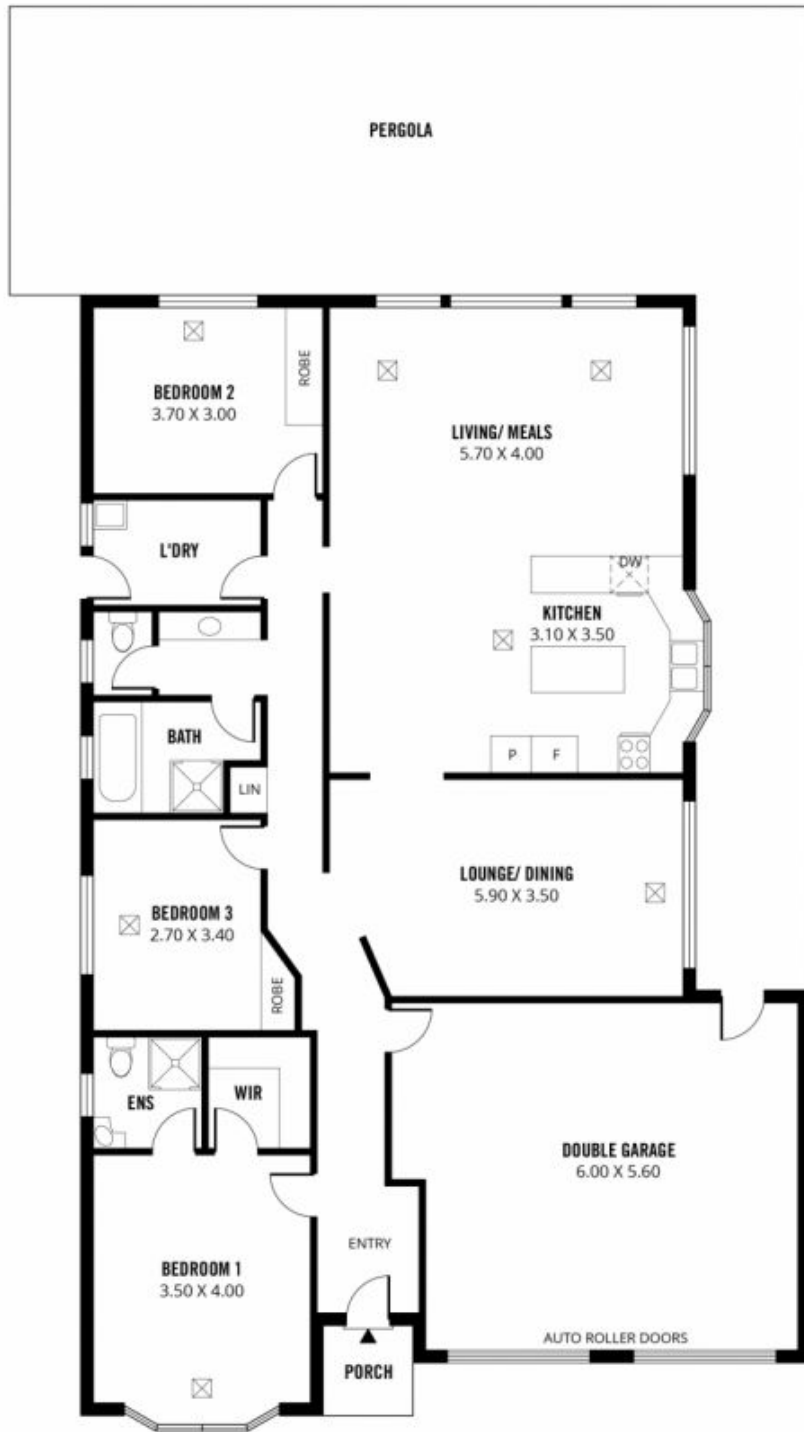 PERGOLA
BEDROOM 2
3.70 X 3.00
ROBE
LIVING/ MEALS
5.70 X 4.00
L'DRY
DW
KITCHEN
3.10 X 3.50
BATH
P
F
LIN
LOUNGE/ DINING
5.90 X 3.50
BEDROOM 3
2.70 X 3.40
ROBE
ENS
WIR
DOUBLE GARAGE
6.00 X 5.60
ENTRY
BEDROOM 1
3.50 X 4.00
AUTO ROLLER DOORS
PORCH